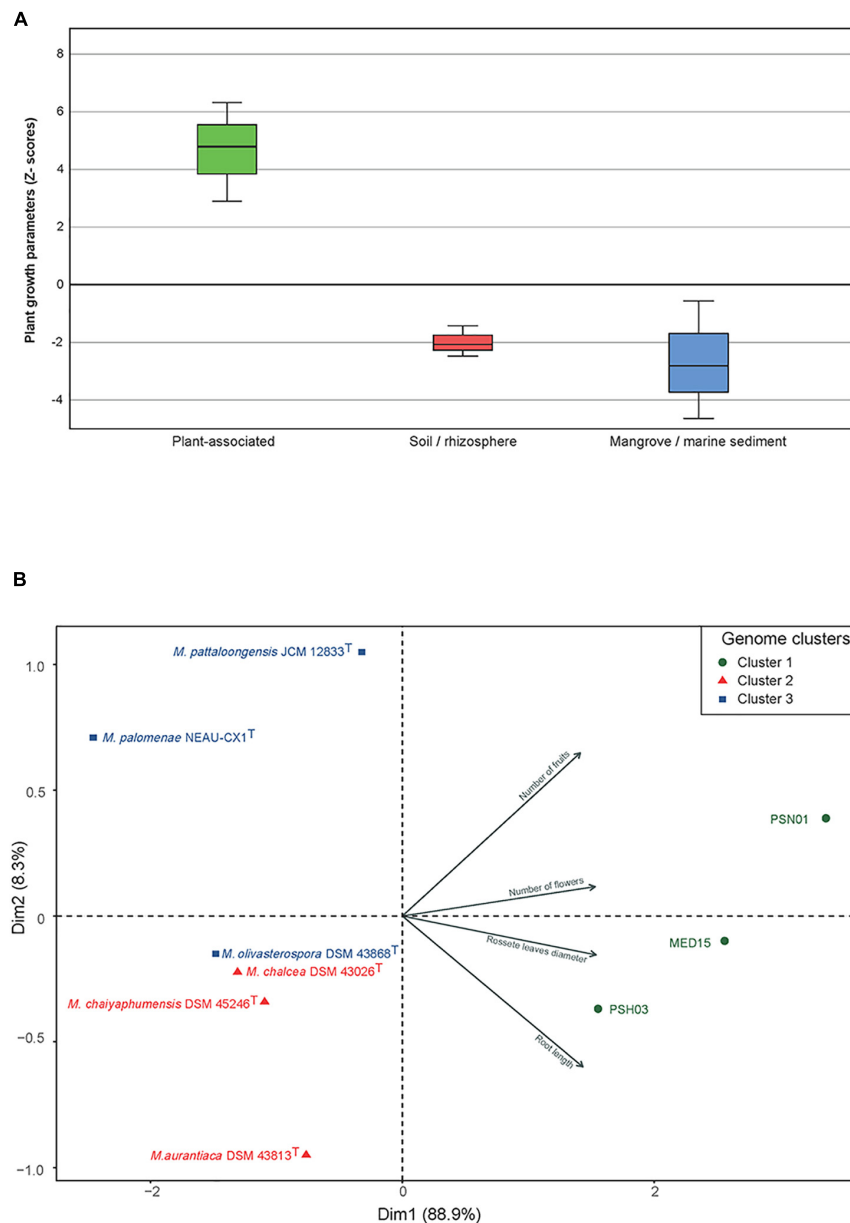 A
Plant growth parameters (Z- scores)
8
6
4
2
0
-2
-4
Plant-associated
Soil / rhizosphere
Mangrove / marine sediment
B
Genome clusters
Cluster 1
Cluster 2
Cluster 3
M. pattaloongensis JCM 12833T
M. palomenae NEAU-CX1T
Number of fruits
PSN01
Number of flowers
MED15
Rossete leaves diameter
M. olivasterospora DSM 43868T
M. chalcea DSM 43026T
M. chaiyaphumensis DSM 45246T
PSH03
Root length
M.aurantiaca DSM 43813T
Dim2 (8.3%)
1.0
0.5
0
−0.5
−1.0
−2
0
2
Dim1 (88.9%)